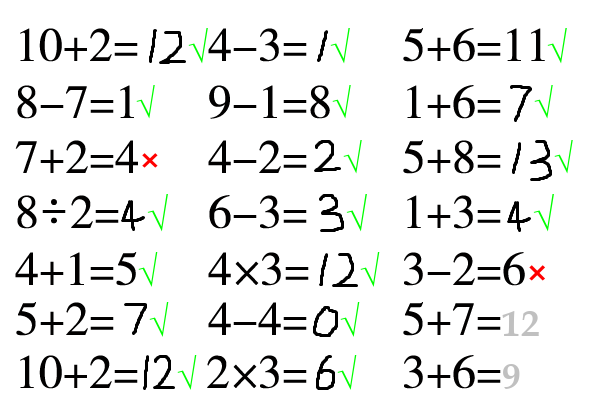 10+2=12√ 4−3=1√ 5+6=11√
8−7=1√ 9−1=8√ 1+6=7√
7+2=4× 4−2=2√ 5+8=13√
8÷2=4√ 6−3=3√ 1+3=4√
4+1=5√ 4×3=12√ 3−2=6×
5+2=7√ 4−4=0√ 5+7=12
10+2=12√ 2×3=6√ 3+6=9